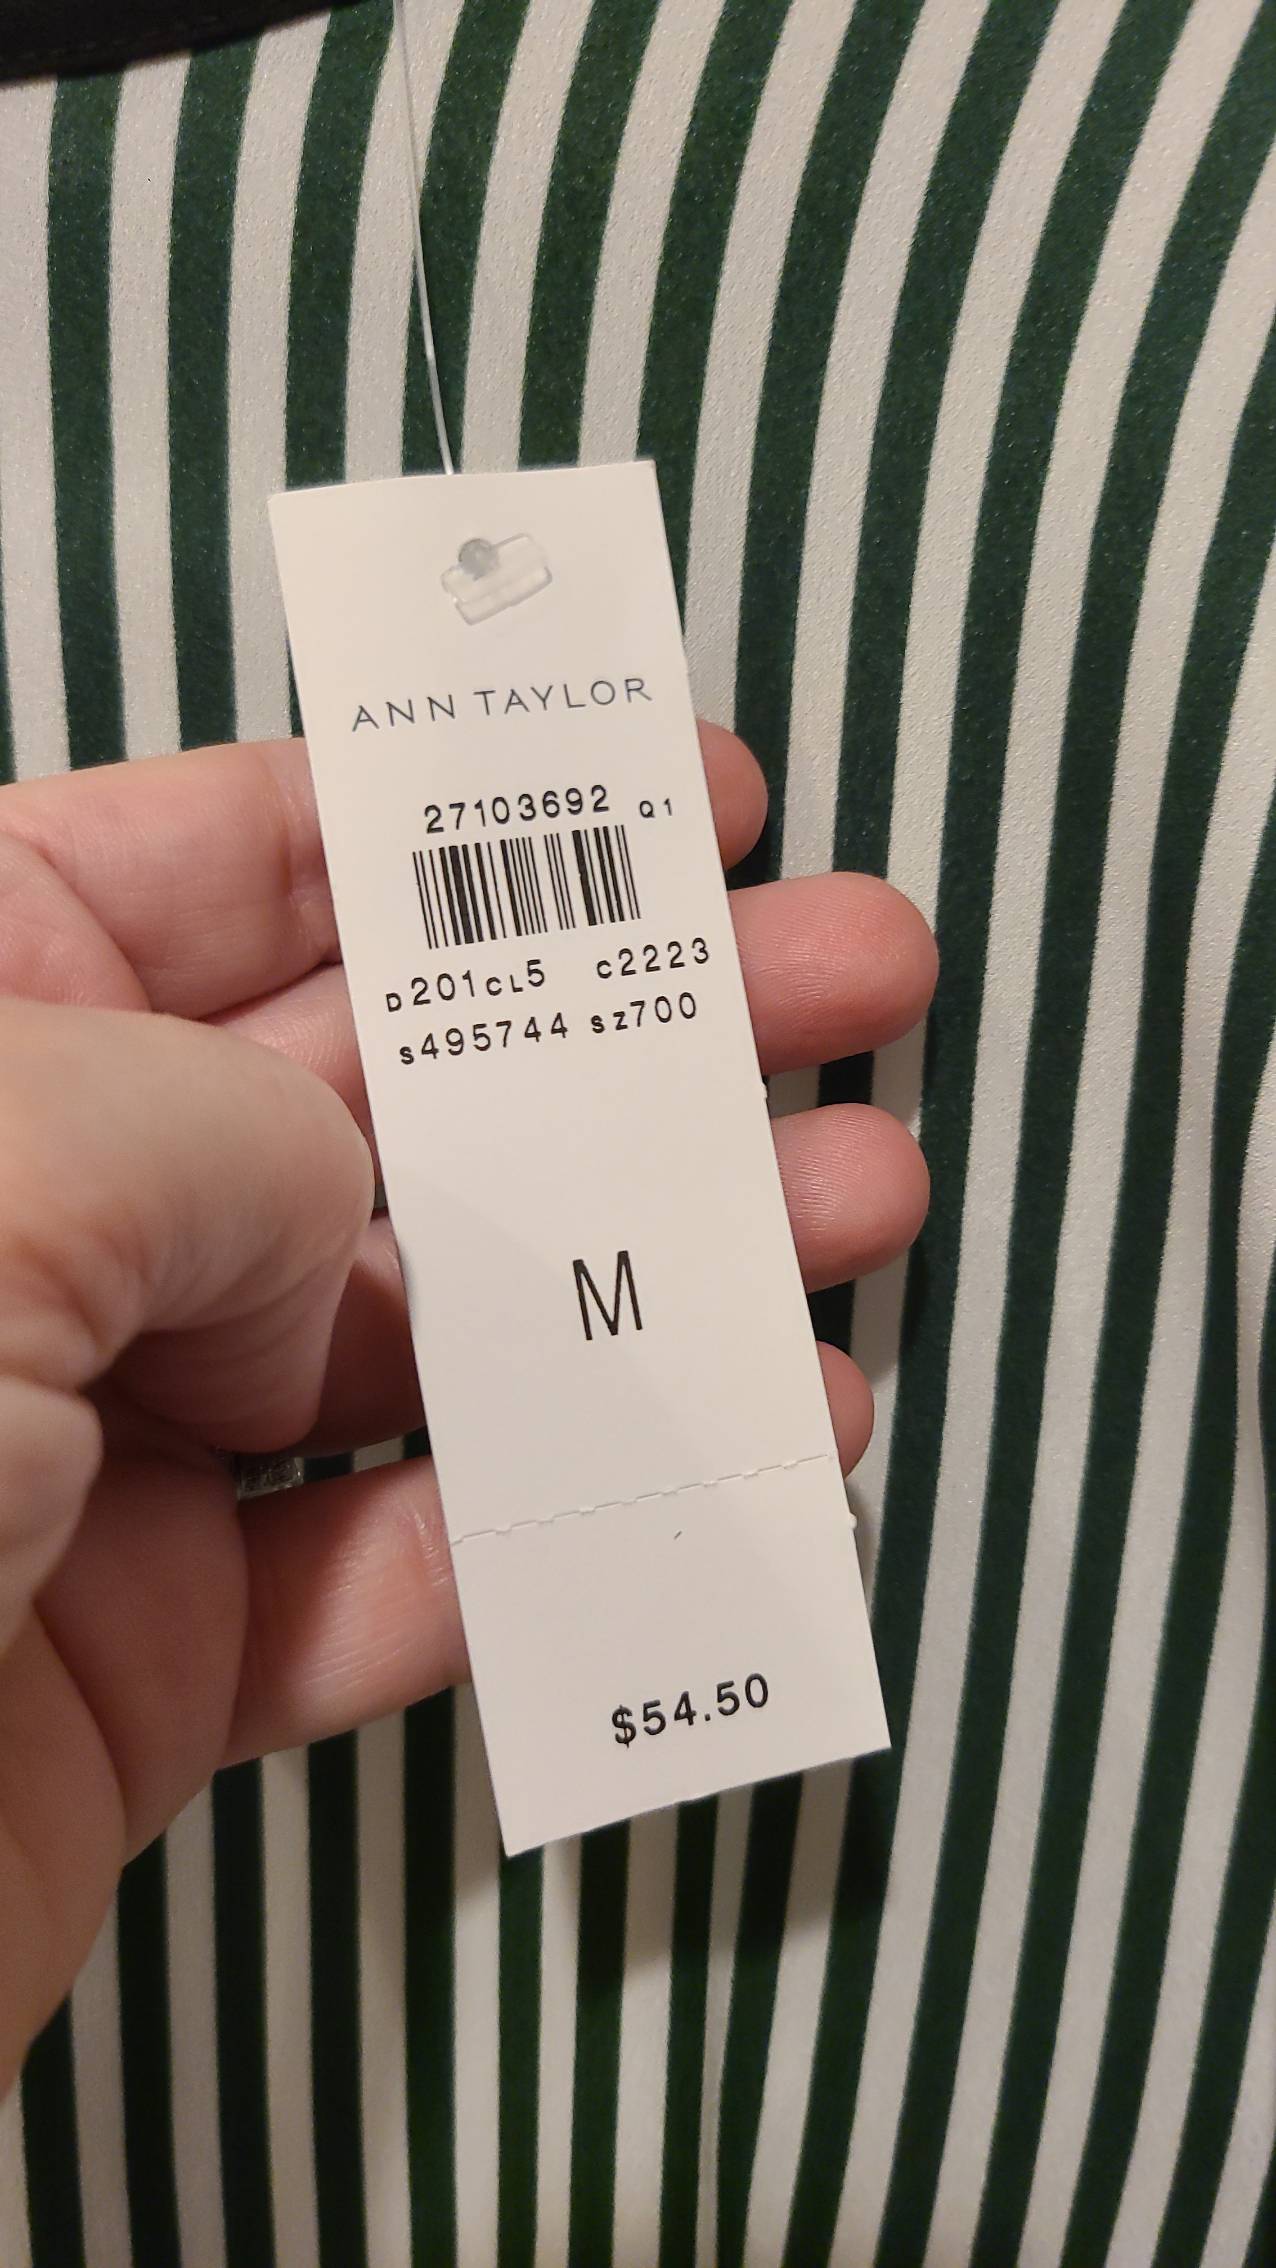 ANN TAYLOR
27103692 Q1
D201CL5 C2223
S495744 SZ700
M
$54.50